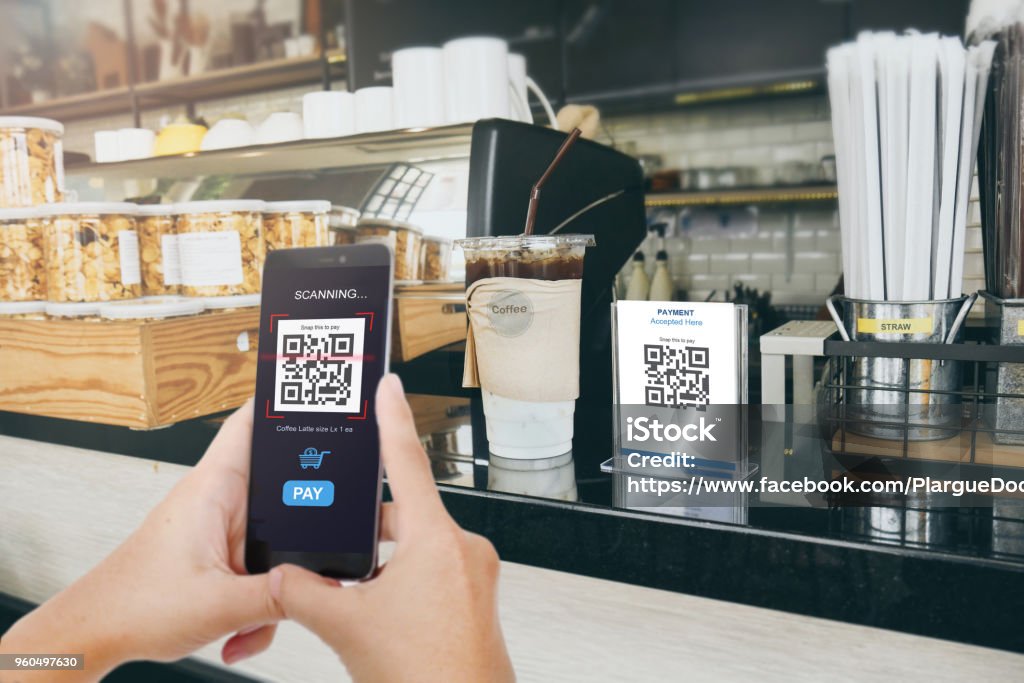 SCANNING...
Snap this to pay
Coffee Latte size Lx 1 ea
PAY
Coffee
PAYMENT
Accepted Here
Snap this to pay
STRAW
iStock™
Credit:
https://www.facebook.com/PlargueDoc
960497630